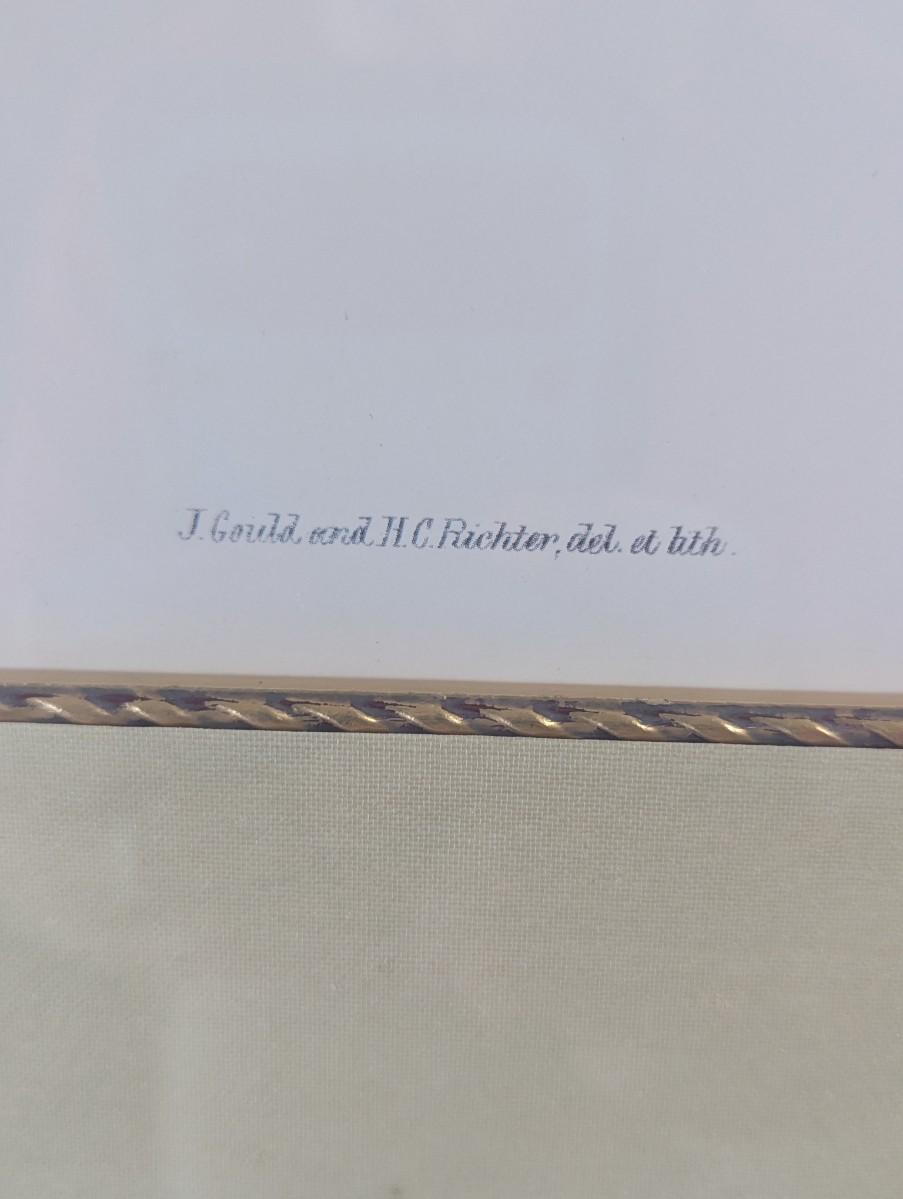 J. Gould and H. C. Richter, del. et lith.